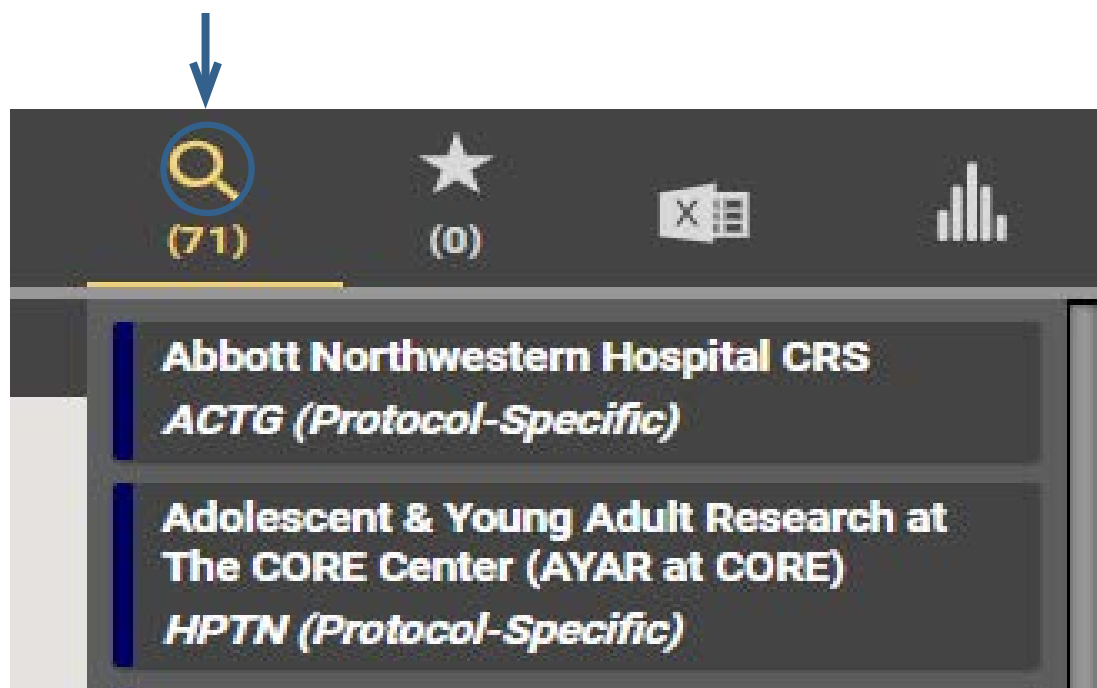 (71)
(0)
X
Abbott Northwestern Hospital CRS
ACTG (Protocol-Specific)
Adolescent & Young Adult Research at
The CORE Center (AYAR at CORE)
HPTN (Protocol-Specific)